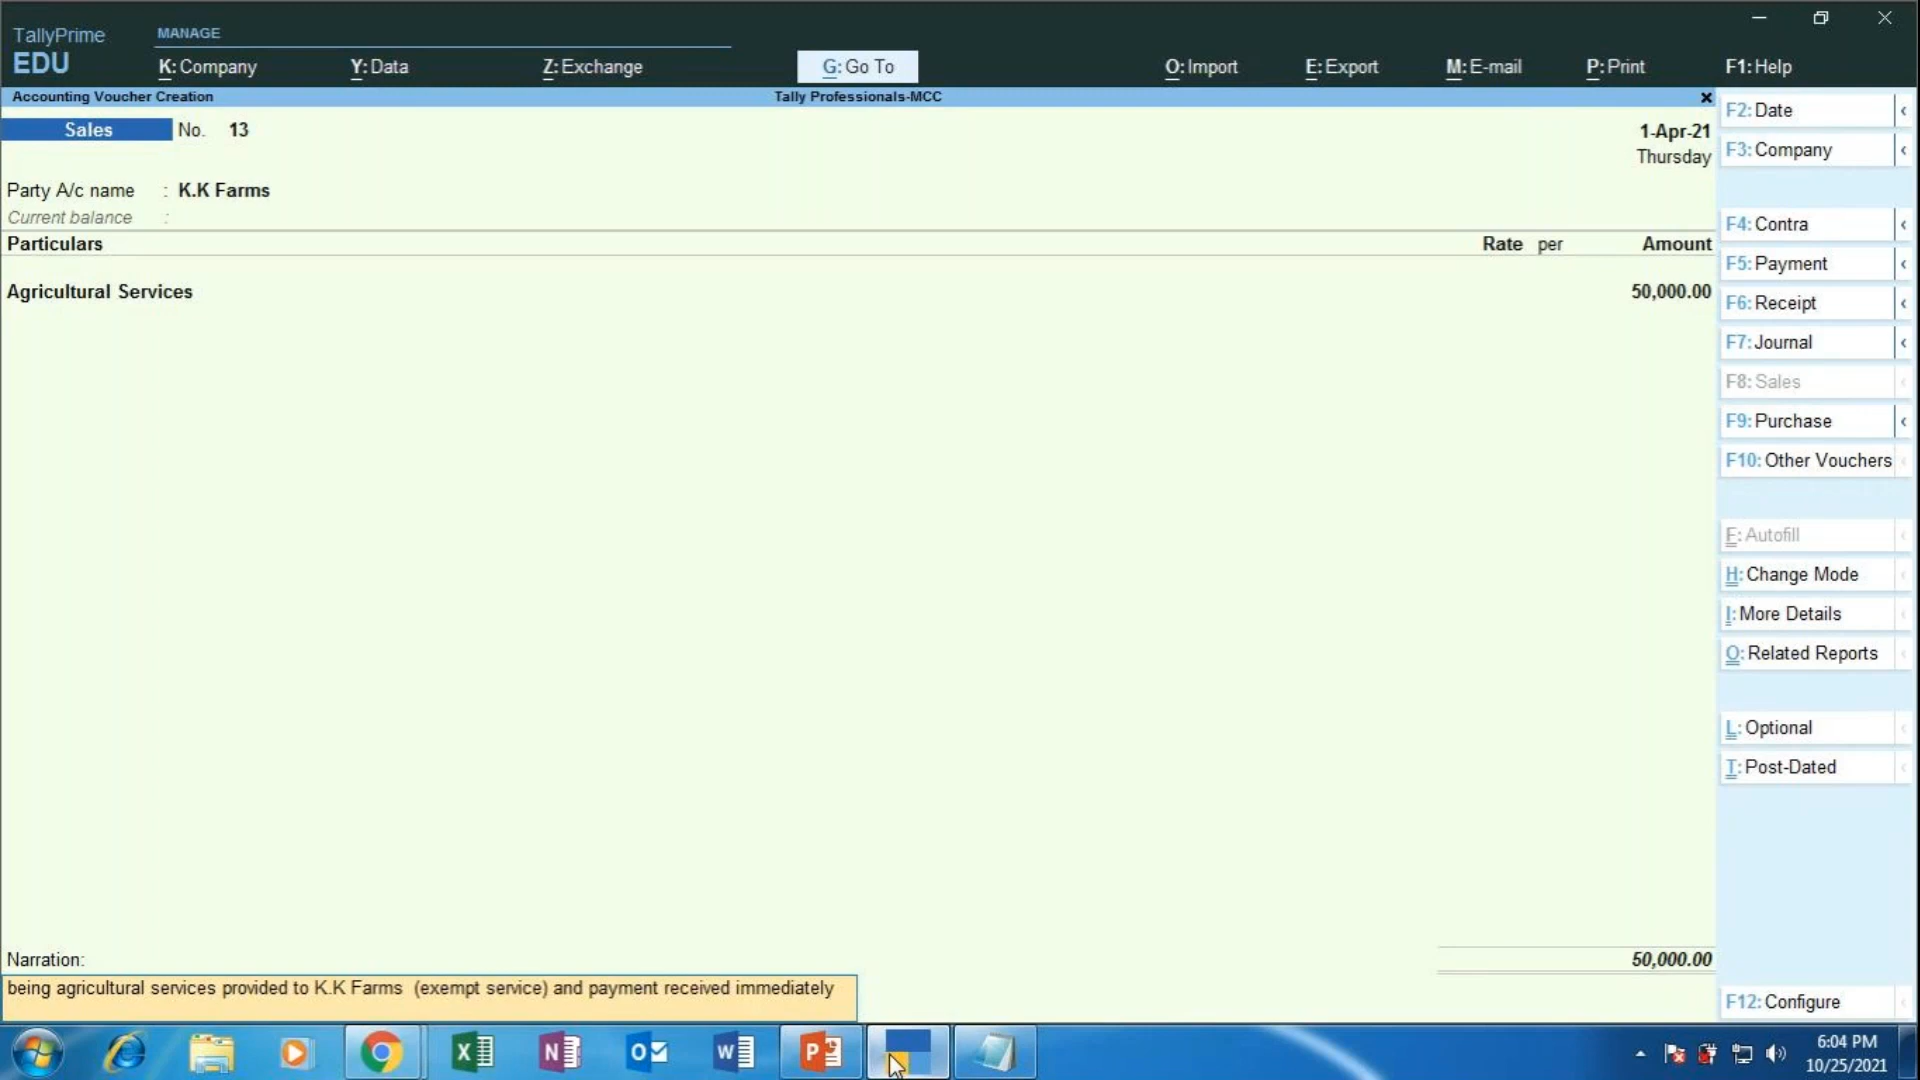 TallyPrime
EDU
MANAGE
K: Company
Y: Data
Z: Exchange
G: Go To
O: Import
E: Export
M: E-mail
P: Print
F1: Help
Accounting Voucher Creation
Tally Professionals-MCC
Sales No. 13
1-Apr-21
Thursday
Party A/c name : K.K Farms
Current balance :
Particulars Rate per Amount
Agricultural Services 50,000.00
Narration:
50,000.00
being agricultural services provided to K.K Farms (exempt service) and payment received immediately
F2: Date
F3: Company
F4: Contra
F5: Payment
F6: Receipt
F7: Journal
F8: Sales
F9: Purchase
F10: Other Vouchers
F: Autofill
H: Change Mode
I: More Details
O: Related Reports
L: Optional
T: Post-Dated
F12: Configure
6:04 PM
10/25/2021